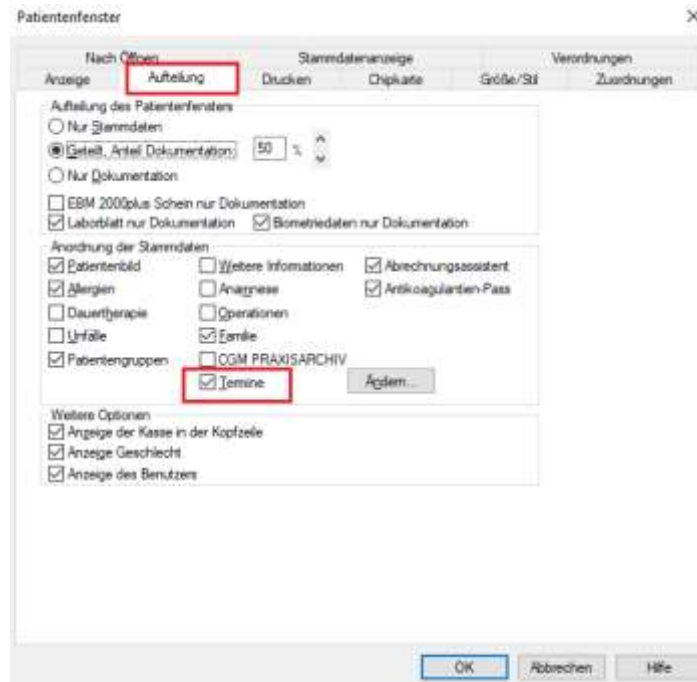 Patientenfenster
Nach Öffnen Stammdatenanzeige Verordnungen
Anzeige Aufteilung Drucken Chipkarte Größe/Stil Zuordnungen
Aufteilung des Patientenfensters
Nur Stammdaten
Geteilt, Anteil Dokumentation: 50 %
Nur Dokumentation
EBM 2000plus Schein nur Dokumentation
Laborblatt nur Dokumentation Biometriedaten nur Dokumentation
Anordnung der Stammdaten
Patientenbild Weitere Informationen Abrechnungsassistent
Allergien Anamnese Antikoagulantien-Pass
Dauertherapie Operationen
Unfälle Familie
Patientengruppen CGM PRAXISARCHIV
Termine Ändern...
Weitere Optionen
Anzeige der Kasse in der Kopfzeile
Anzeige Geschlecht
Anzeige des Benutzers
OK Abbrechen Hilfe